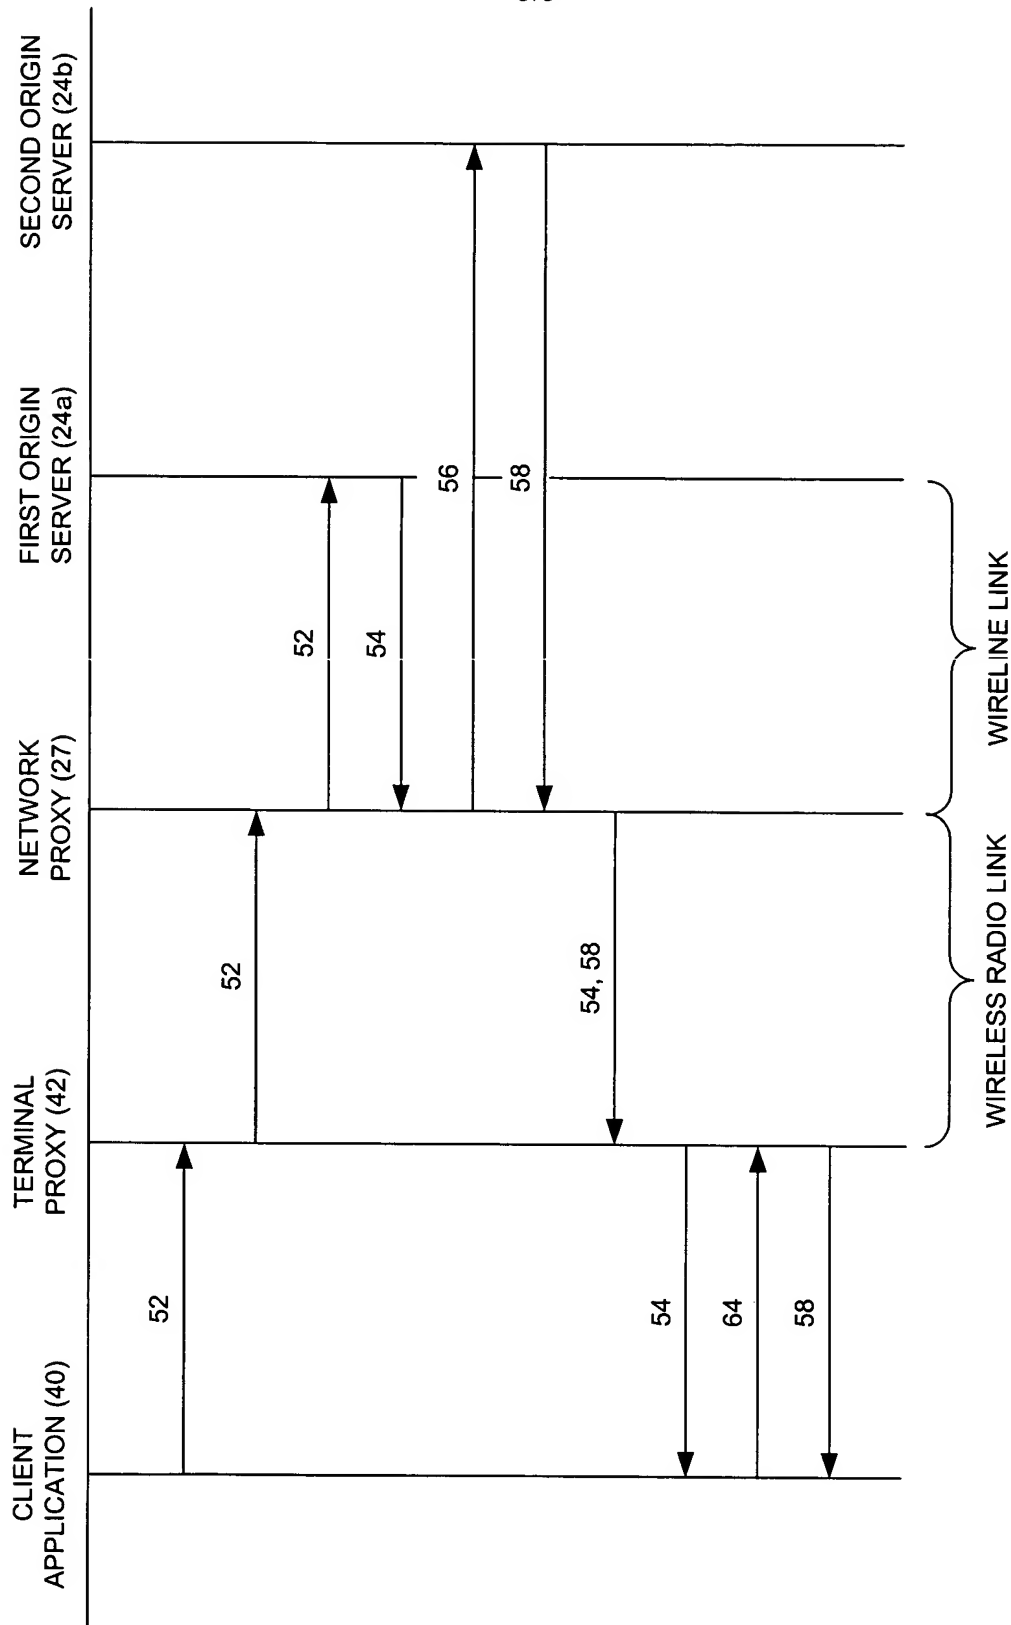 CLIENT
APPLICATION (40)
TERMINAL
PROXY (42)
NETWORK
PROXY (27)
FIRST ORIGIN
SERVER (24a)
SECOND ORIGIN
SERVER (24b)
52
52
52
54
56
58
54, 58
54
64
58
WIRELESS RADIO LINK
WIRELINE LINK